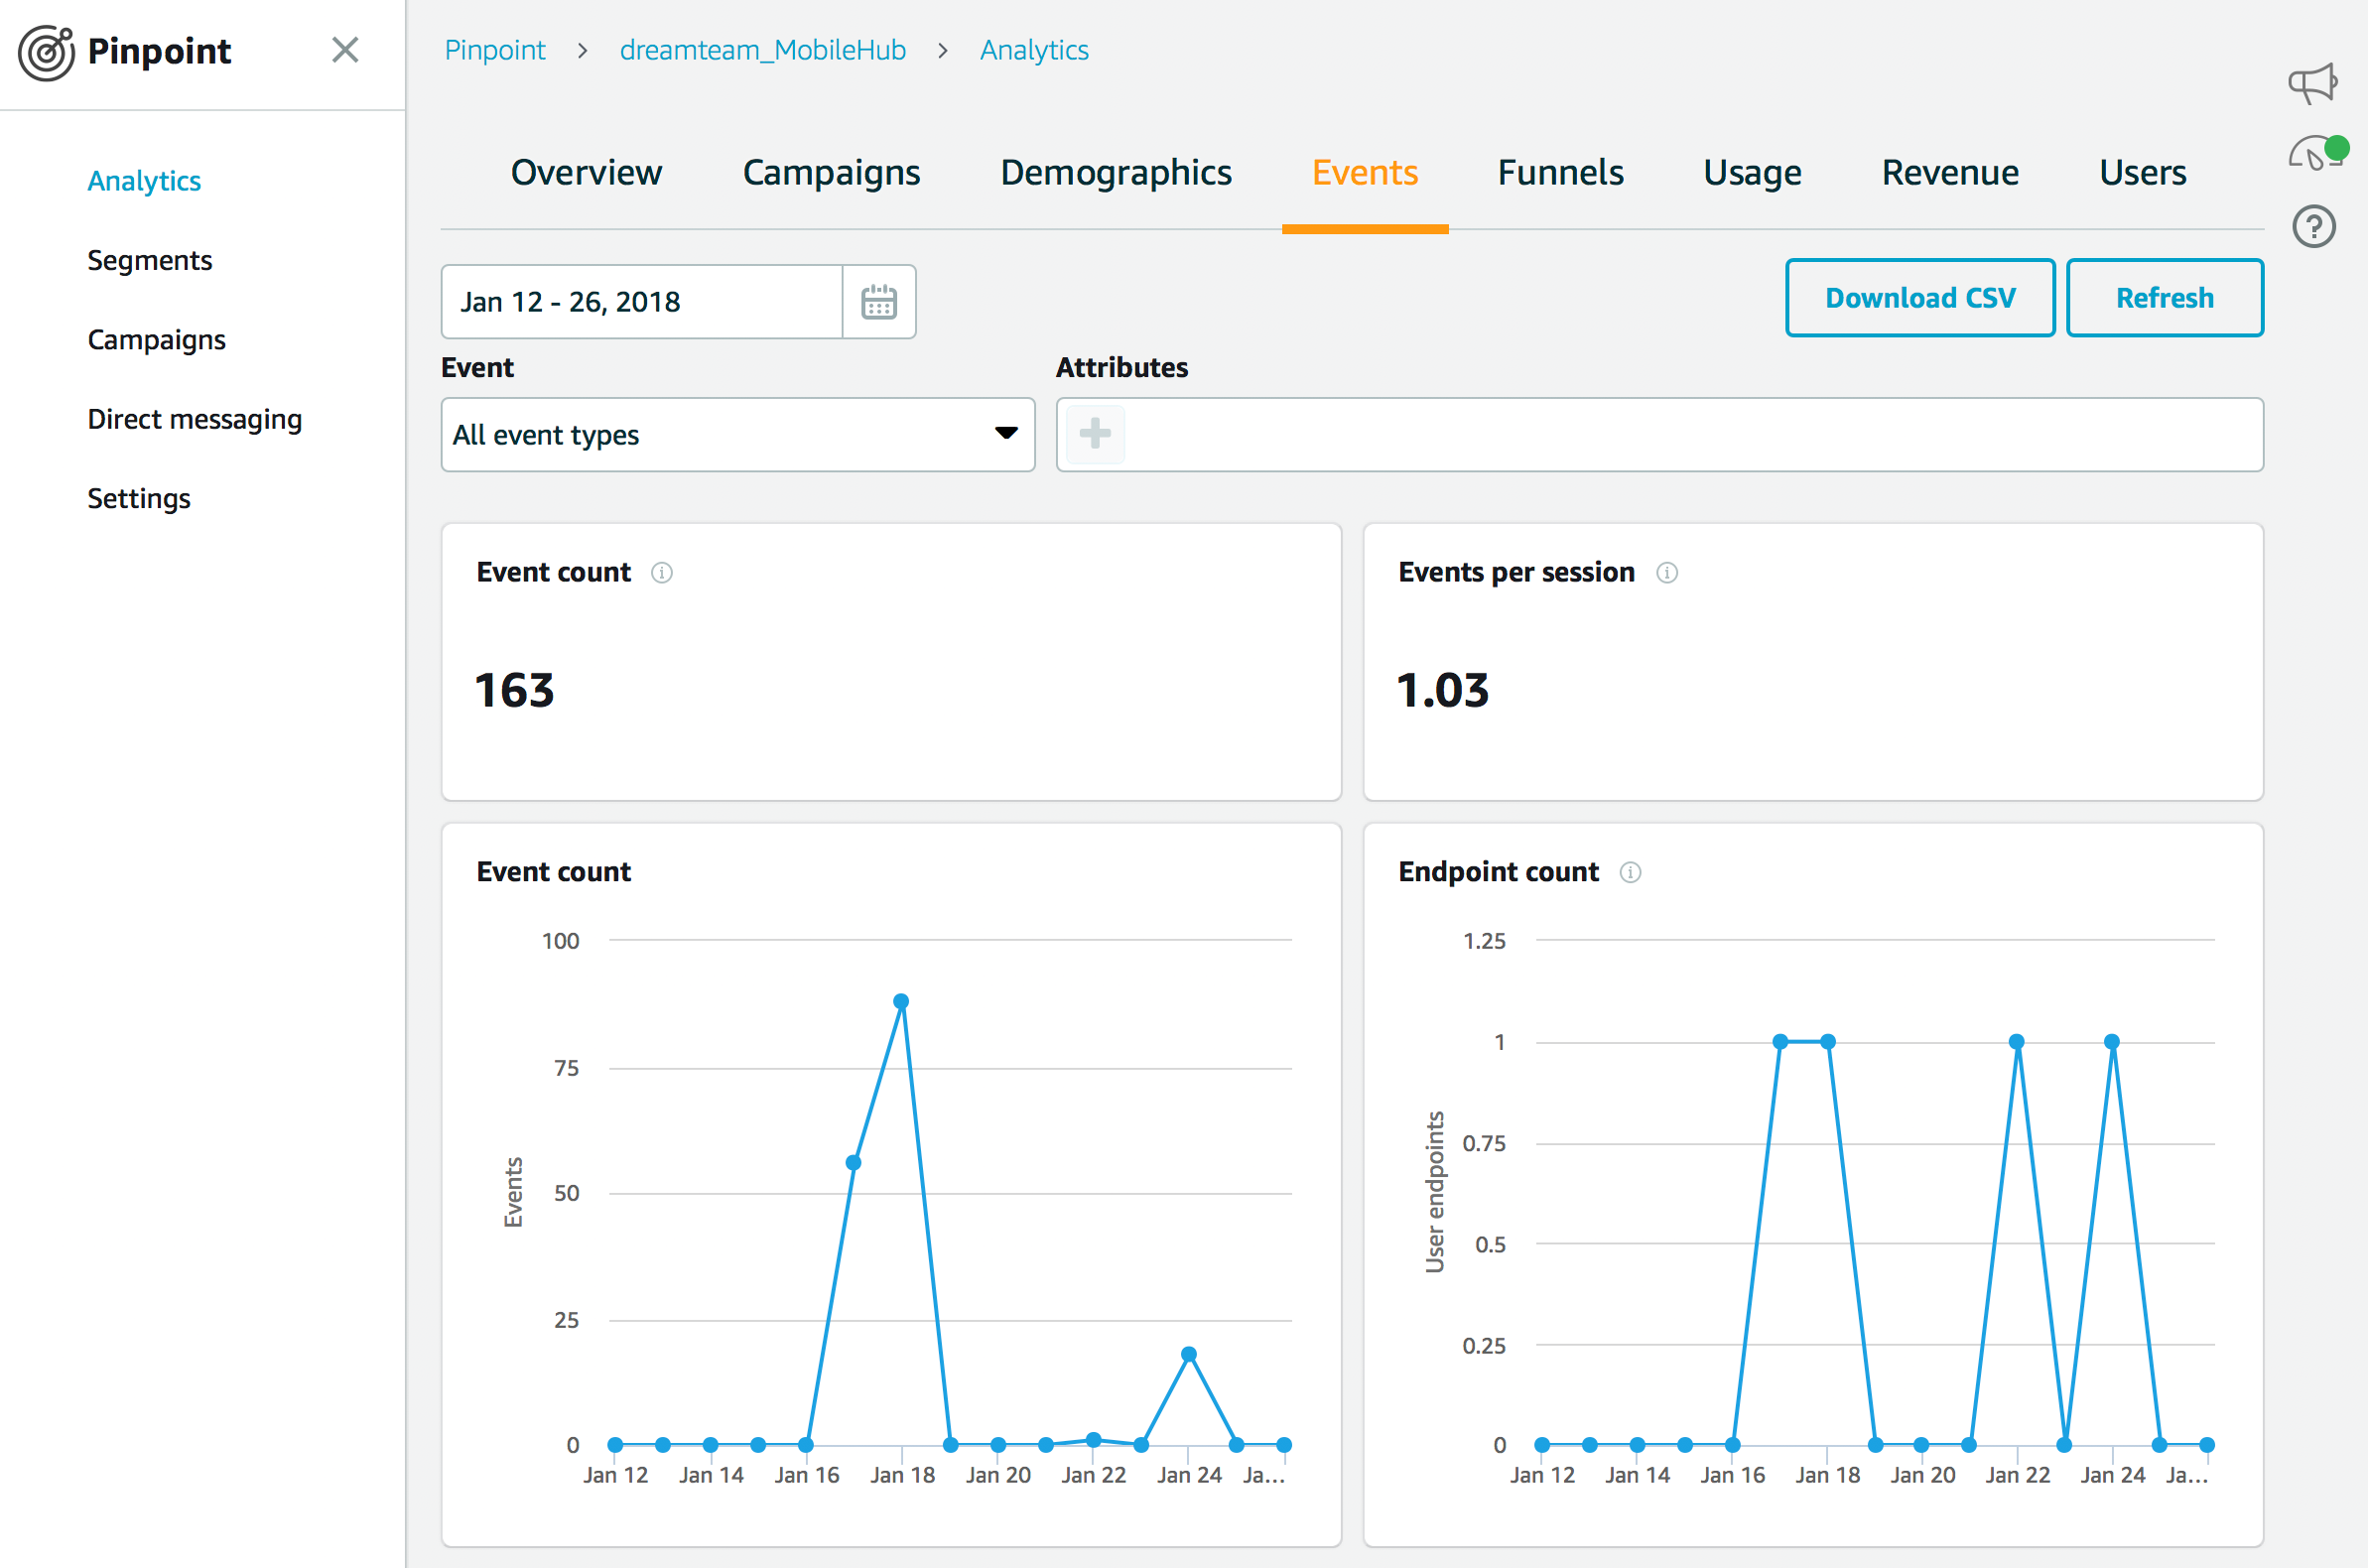 Pinpoint
Pinpoint > dreamteam_MobileHub > Analytics
Analytics
Segments
Campaigns
Direct messaging
Settings
Overview Campaigns Demographics Events Funnels Usage Revenue Users
Jan 12 - 26, 2018
Download CSV
Refresh
Event
All event types
Attributes
Event count
163
Events per session
1.03
Event count
100
75
50
25
0
Events
Jan 12 Jan 14 Jan 16 Jan 18 Jan 20 Jan 22 Jan 24 Ja...
Endpoint count
1.25
1
0.75
0.5
0.25
0
User endpoints
Jan 12 Jan 14 Jan 16 Jan 18 Jan 20 Jan 22 Jan 24 Ja...